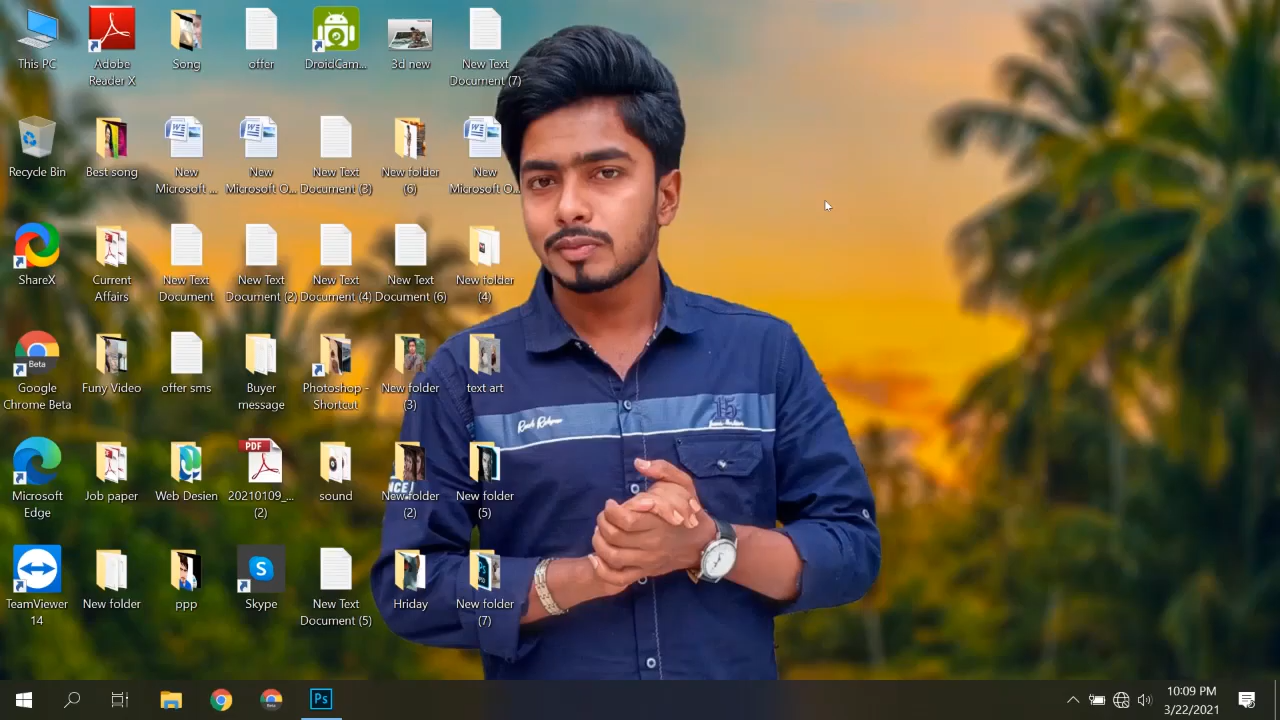 This PC
Adobe
Reader X
Song
offer
DroidCam...
3d new
New Text
Document (7)
Recycle Bin
Best song
New
Microsoft ...
New
Microsoft O...
New Text
Document (3)
New folder
(6)
New
Microsoft O...
ShareX
Current
Affairs
New Text
Document
New Text
Document (2)
New Text
Document (4)
New Text
Document (6)
New folder
(4)
Beta
Google
Chrome Beta
Funy Video
offer sms
Buyer
message
Photoshop -
Shortcut
New folder
(3)
text art
15
Microsoft
Edge
Job paper
Web Desien
PDF
20210109_...
(2)
sound
New folder
(2)
New folder
(5)
TeamViewer
14
New folder
ppp
Skype
New Text
Document (5)
Hriday
New folder
(7)
Ps
10:09 PM
3/22/2021